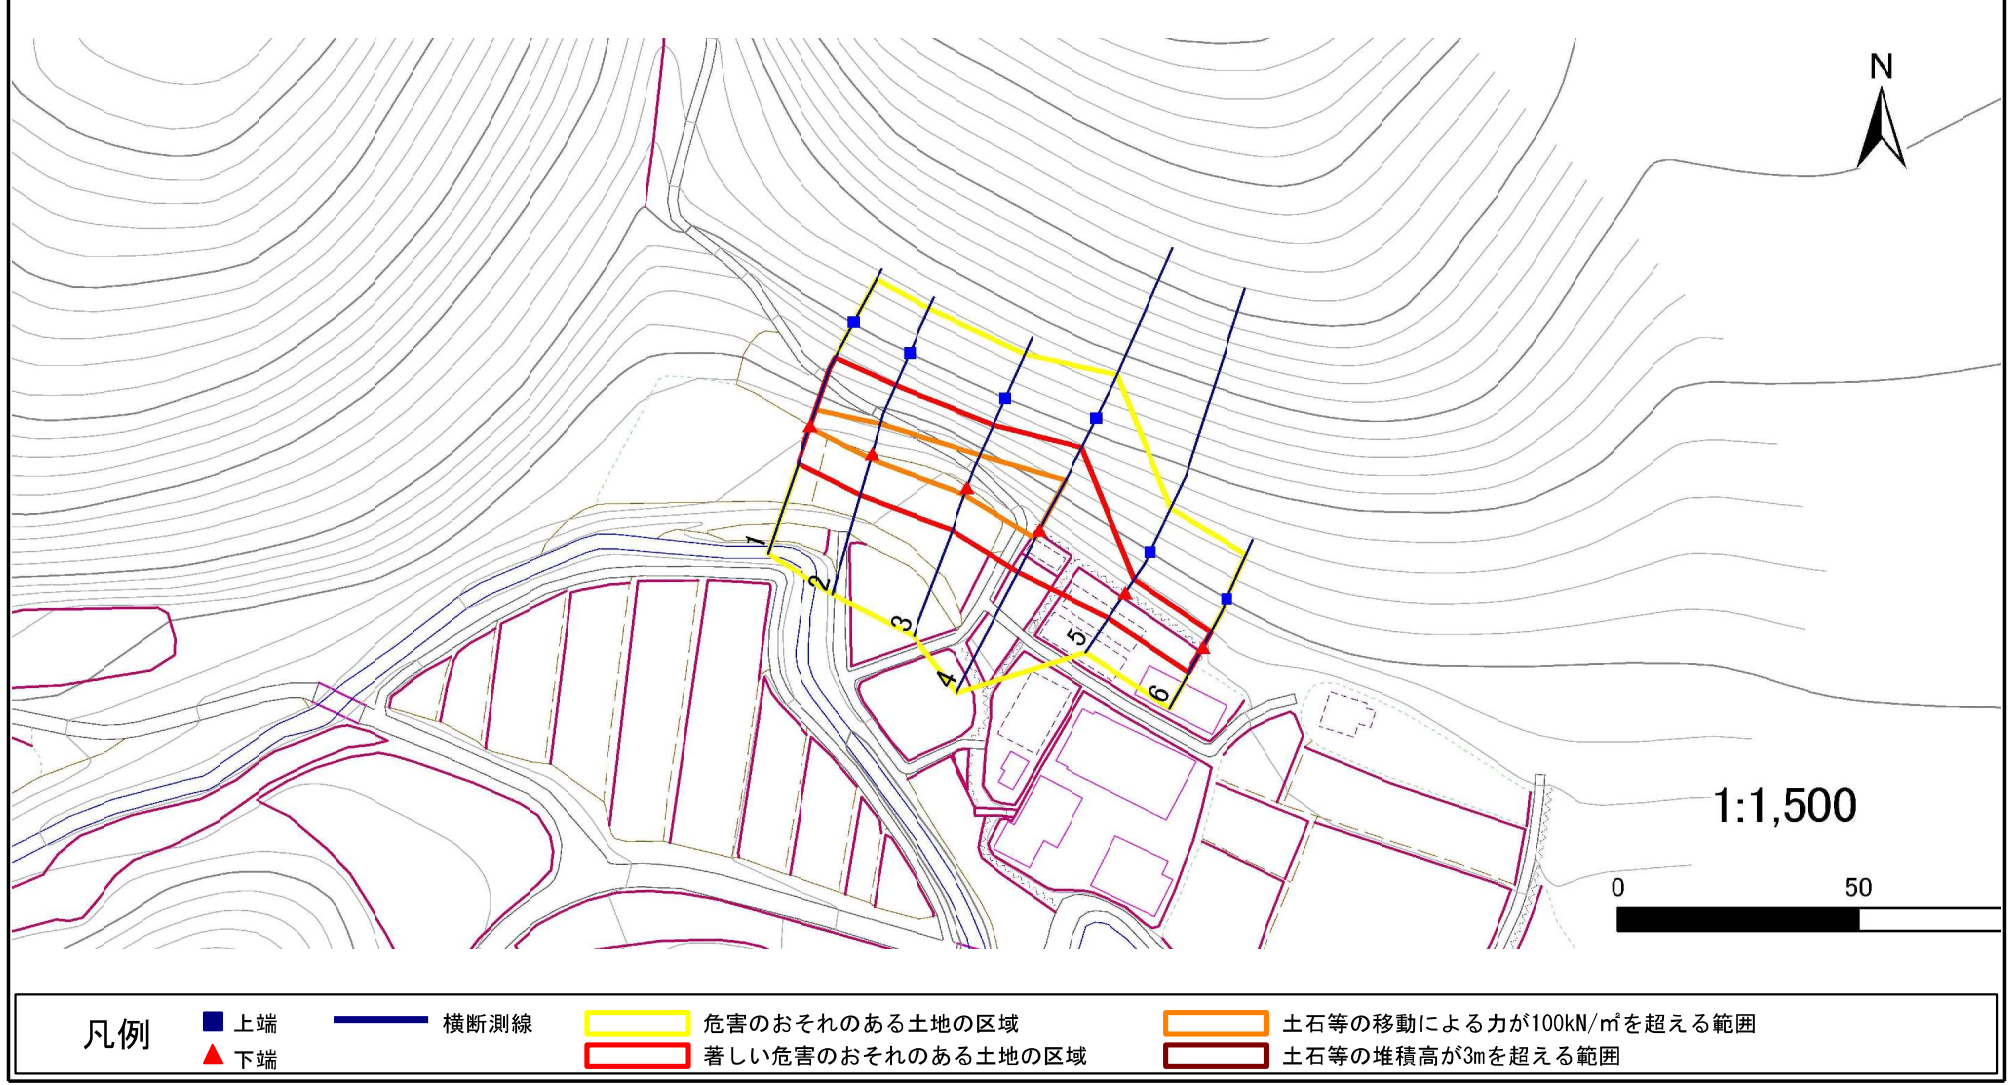 N
1
2
3
4
5
6
1:1,500
0 50
凡例
上端 横断測線 危害のおそれのある土地の区域 土石等の移動による力が100kN/㎡を超える範囲
下端 著しい危害のおそれのある土地の区域 土石等の堆積高が3mを超える範囲